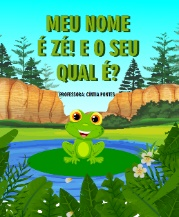 MEU NOME
É ZÉ! E O SEU
QUAL É?
PROFESSORA: CINTIA PONTES